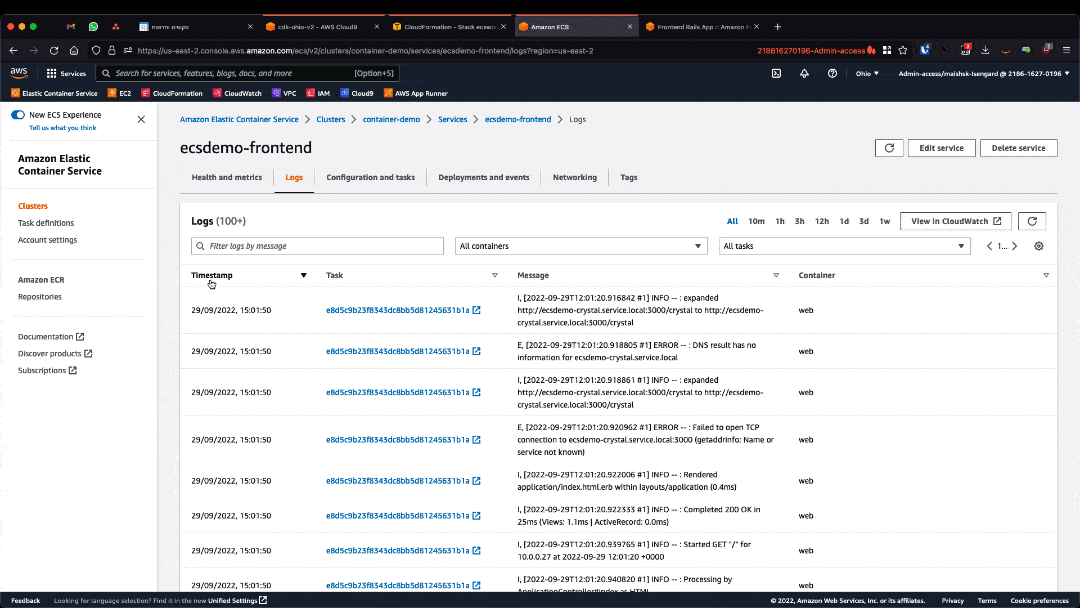 נרשמים לסקוט
cdk-ohio-v2 - AWS Cloud9
CloudFormation - Stack ecsec
Amazon ECS
Frontend Rails App :: Amazon
https://us-east-2.console.aws.amazon.com/ecs/v2/clusters/container-demo/services/ecsdemo-frontend/logs?region=us-east-2
218616270196-Admin-access
aws
Services
Search for services, features, blogs, docs, and more
[Option+S]
Ohio
Admin-access/maishsk-Isengard @ 2186-1627-0196
Elastic Container Service
EC2
CloudFormation
CloudWatch
VPC
IAM
Cloud9
AWS App Runner
New ECS Experience
Tell us what you think
Amazon Elastic
Container Service
Clusters
Task definitions
Account settings
Amazon ECR
Repositories
Documentation
Discover products
Subscriptions
Amazon Elastic Container Service > Clusters > container-demo > Services > ecsdemo-frontend > Logs
ecsdemo-frontend
Edit service
Delete service
Health and metrics
Logs
Configuration and tasks
Deployments and events
Networking
Tags
Logs (100+)
All 10m 1h 3h 12h 1d 3d 1w
View in CloudWatch
Filter logs by message
All containers
All tasks
1...
Timestamp
Task
Message
Container
29/09/2022, 15:01:50
e8d5c9b23f8343dc8bb5d81245631b1a
I, [2022-09-29T12:01:20.916842 #1] INFO -- : expanded
http://ecsdemo-crystal.service.local:3000/crystal to http://ecsdemo-
crystal.service.local:3000/crystal
web
29/09/2022, 15:01:50
e8d5c9b23f8343dc8bb5d81245631b1a
E, [2022-09-29T12:01:20.918805 #1] ERROR -- : DNS result has no
information for ecsdemo-crystal.service.local
web
29/09/2022, 15:01:50
e8d5c9b23f8343dc8bb5d81245631b1a
I, [2022-09-29T12:01:20.918861 #1] INFO -- : expanded
http://ecsdemo-crystal.service.local:3000/crystal to http://ecsdemo-
crystal.service.local:3000/crystal
web
29/09/2022, 15:01:50
e8d5c9b23f8343dc8bb5d81245631b1a
E, [2022-09-29T12:01:20.920962 #1] ERROR -- : Failed to open TCP
connection to ecsdemo-crystal.service.local:3000 (getaddrinfo: Name or
service not known)
web
29/09/2022, 15:01:50
e8d5c9b23f8343dc8bb5d81245631b1a
I, [2022-09-29T12:01:20.922006 #1] INFO -- : Rendered
application/index.html.erb within layouts/application (0.4ms)
web
29/09/2022, 15:01:50
e8d5c9b23f8343dc8bb5d81245631b1a
I, [2022-09-29T12:01:20.922333 #1] INFO -- : Completed 200 OK in
25ms (Views: 1.1ms | ActiveRecord: 0.0ms)
web
29/09/2022, 15:01:50
e8d5c9b23f8343dc8bb5d81245631b1a
I, [2022-09-29T12:01:20.939765 #1] INFO -- : Started GET "/" for
10.0.0.27 at 2022-09-29 12:01:20 +0000
web
29/09/2022, 15:01:50
e8d5c9b23f8343dc8bb5d81245631b1a
I, [2022-09-29T12:01:20.940820 #1] INFO -- : Processing by
ApplicationController#index as HTML
web
Feedback
Looking for language selection? Find it in the new Unified Settings
© 2022, Amazon Web Services, Inc. or its affiliates.
Privacy
Terms
Cookie preferences